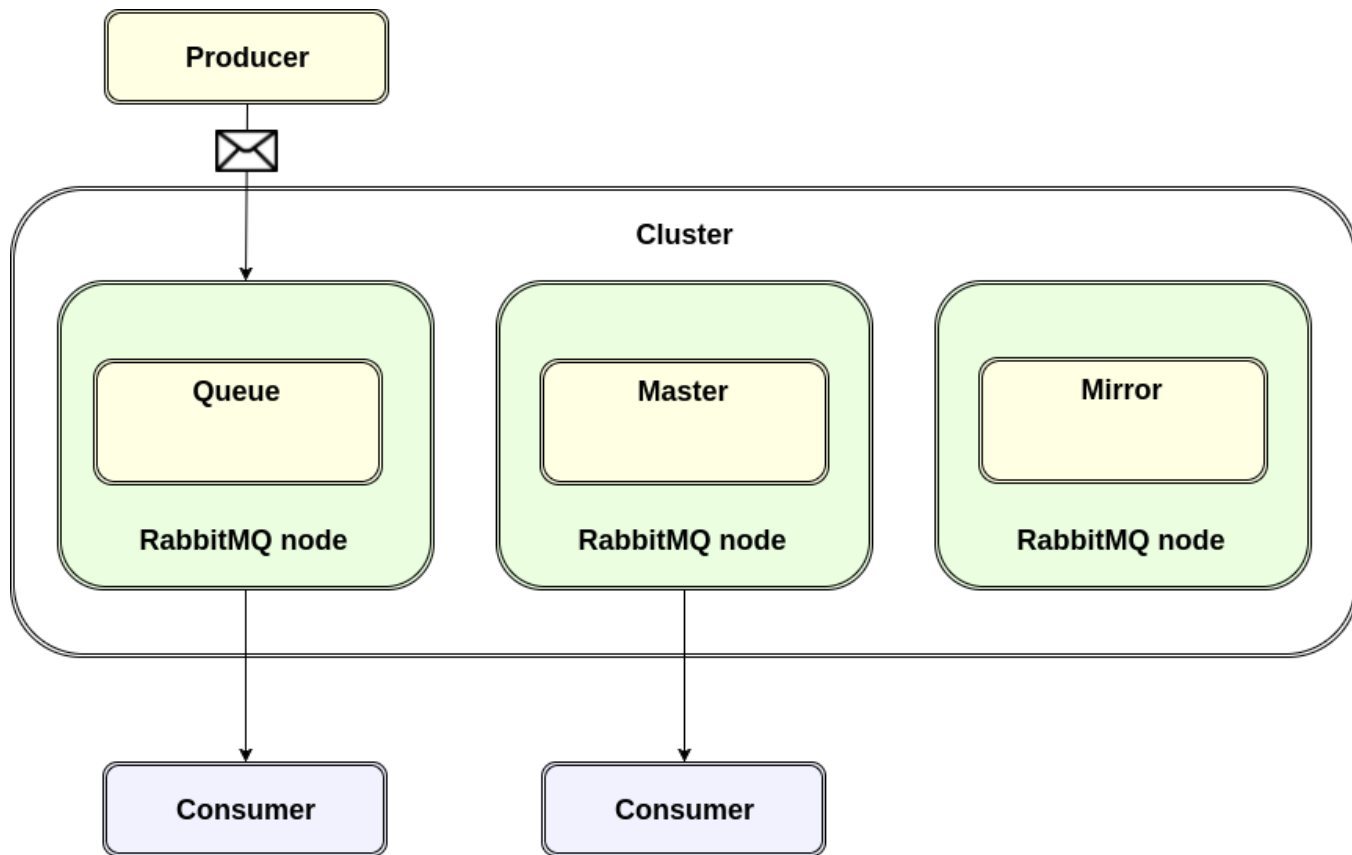 Producer
Cluster
Queue
Master
Mirror
RabbitMQ node
RabbitMQ node
RabbitMQ node
Consumer
Consumer